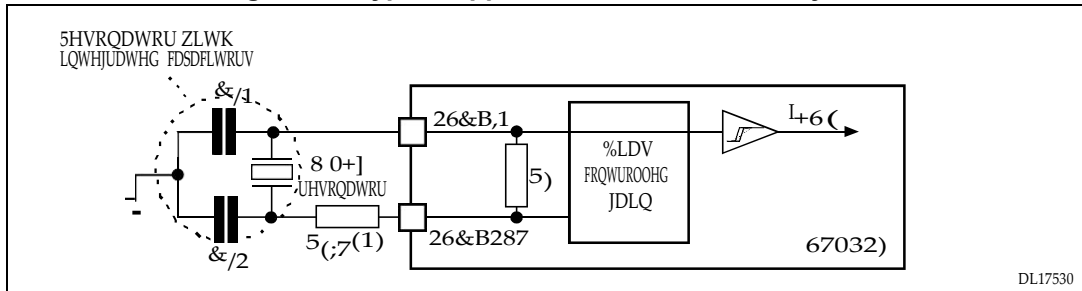 5HVRQDWRU ZLWK
LQWHJUDWHG FDSDFLWRUV
&/1
26&B,1
I+6(
8 0+]
UHVRQDWRU
5)
%LDV
FRQWUROOHG
JDLQ
5(;7(1)
26&B287
&/2
67032)
DL17530